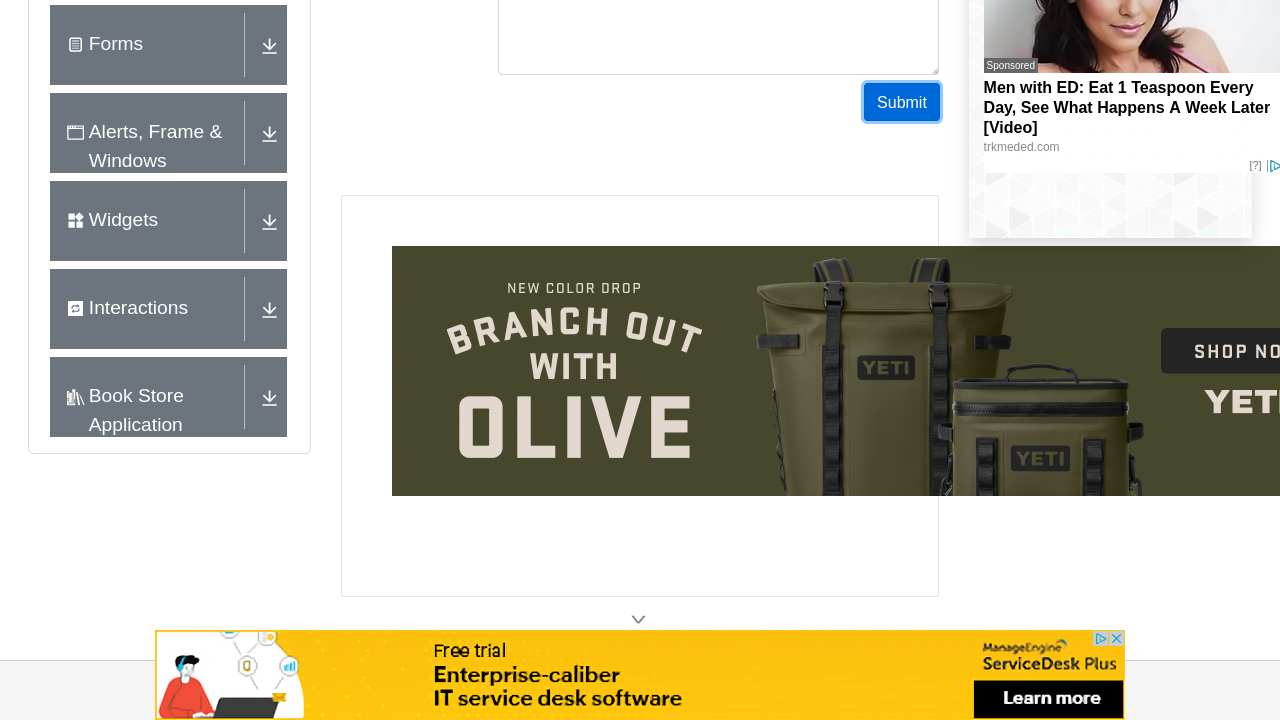 Forms
Alerts, Frame &
Windows
Widgets
Interactions
Book Store
Application
Submit
Sponsored
Men with ED: Eat 1 Teaspoon Every
Day, See What Happens A Week Later
[Video]
trkmeded.com
[?]
NEW COLOR DROP
BRANCH OUT
WITH
OLIVE
YETI
YETI
SHOP NO
YETI
Free trial
Enterprise-caliber
IT service desk software
ManageEngine
ServiceDesk Plus
Learn more